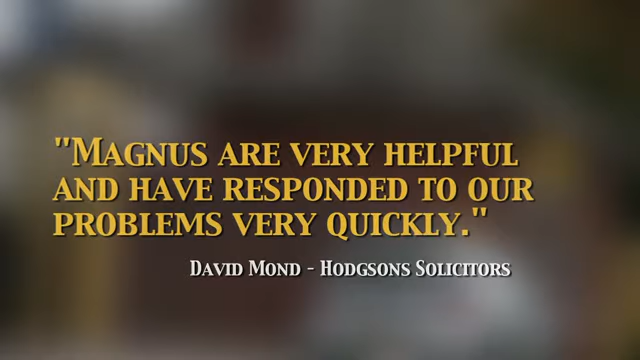 "Magnus are very helpful
and have responded to our
problems very quickly."
David Mond - Hodgsons Solicitors